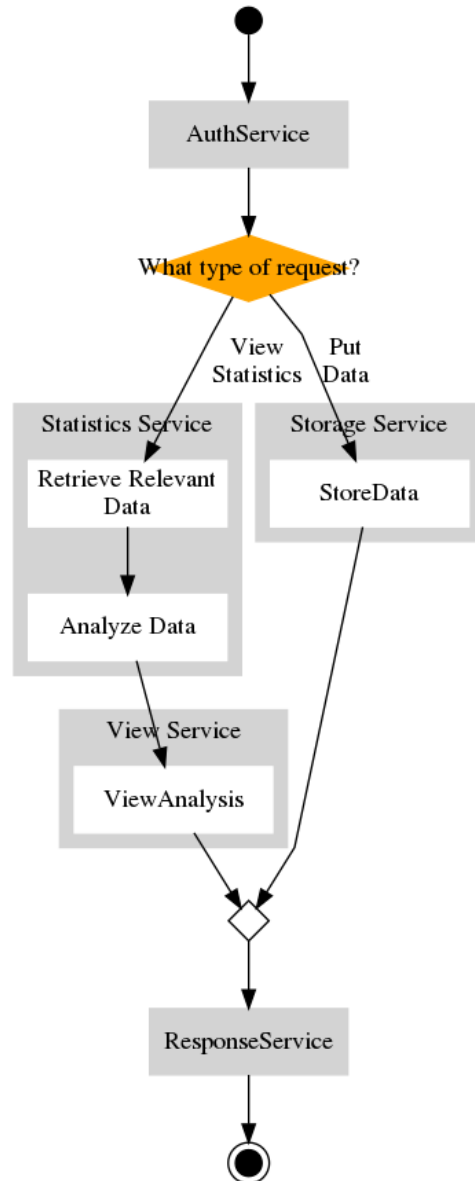 AuthService
What type of request?
View
Statistics
Put
Data
Statistics Service
Storage Service
Retrieve Relevant
Data
StoreData
Analyze Data
View Service
ViewAnalysis
ResponseService